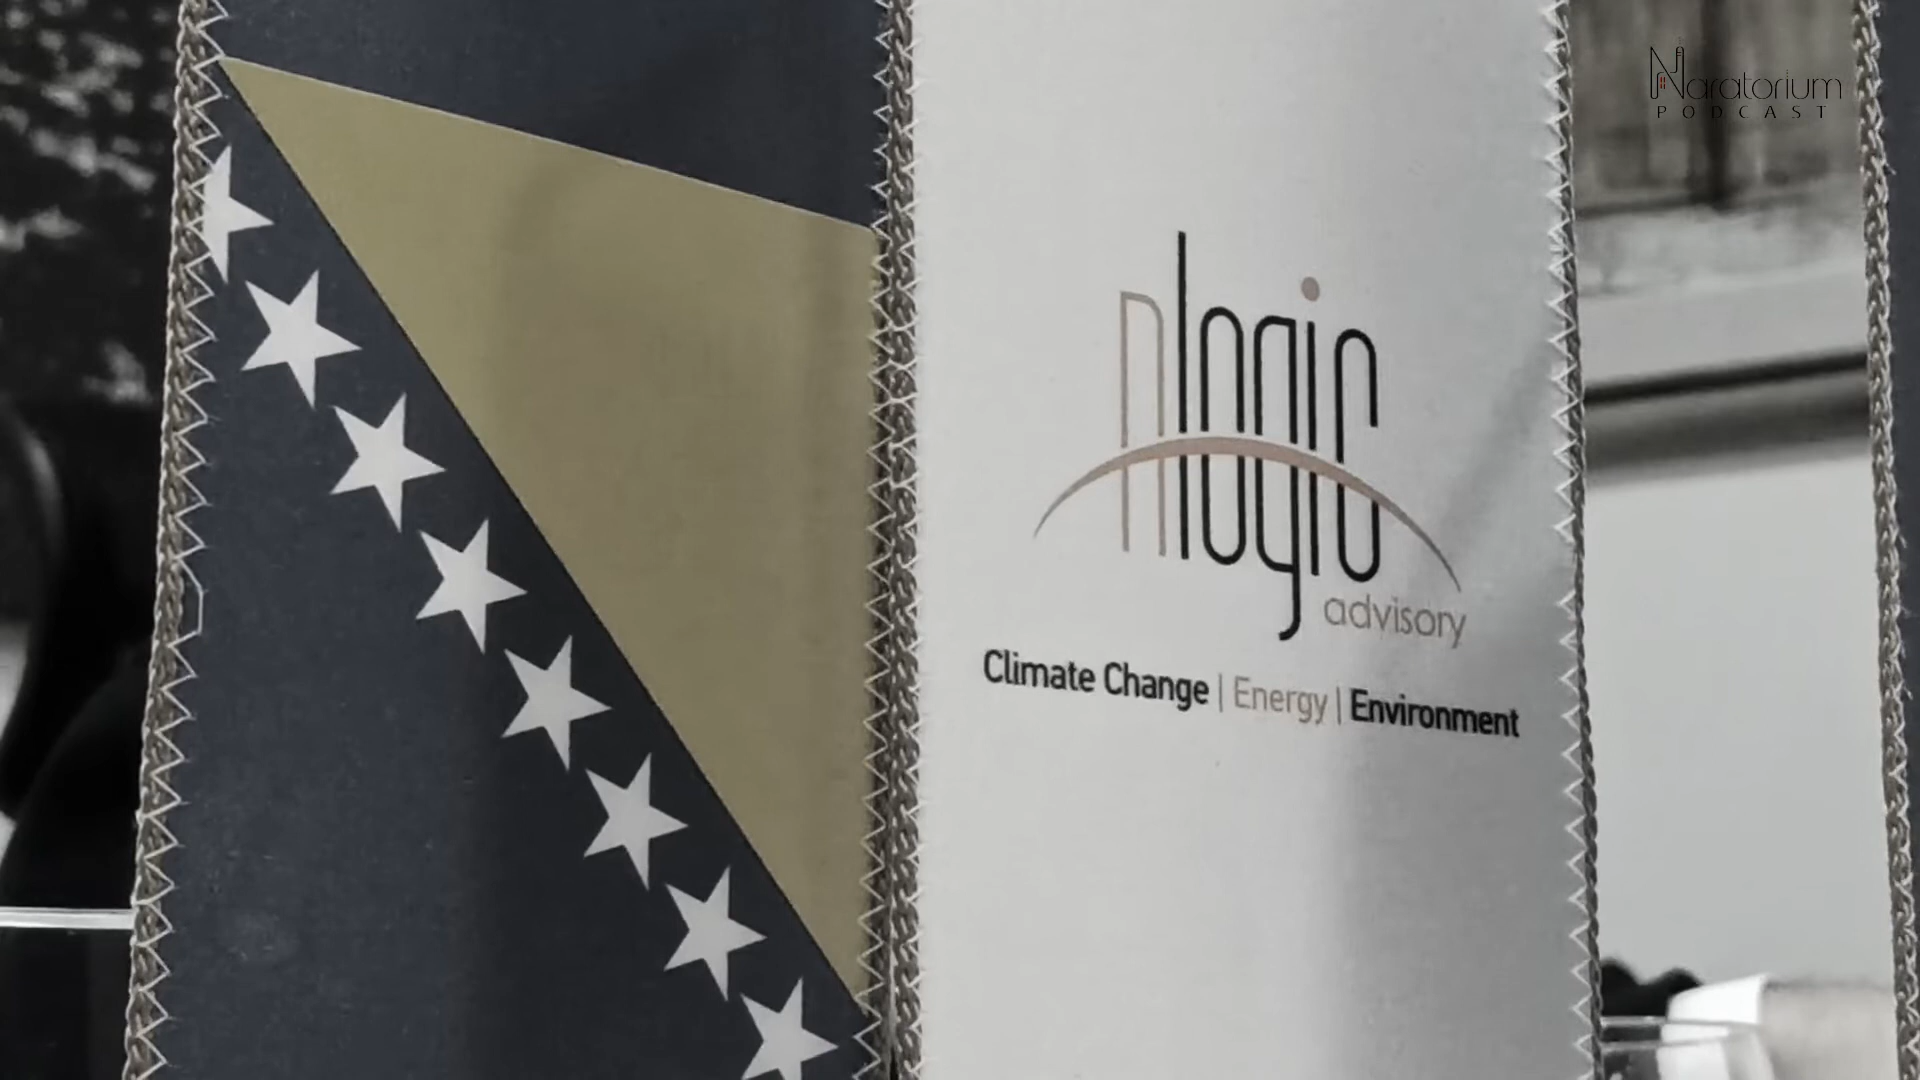 Naratorium
PODCAST
nlogic
advisory
Climate Change | Energy | Environment